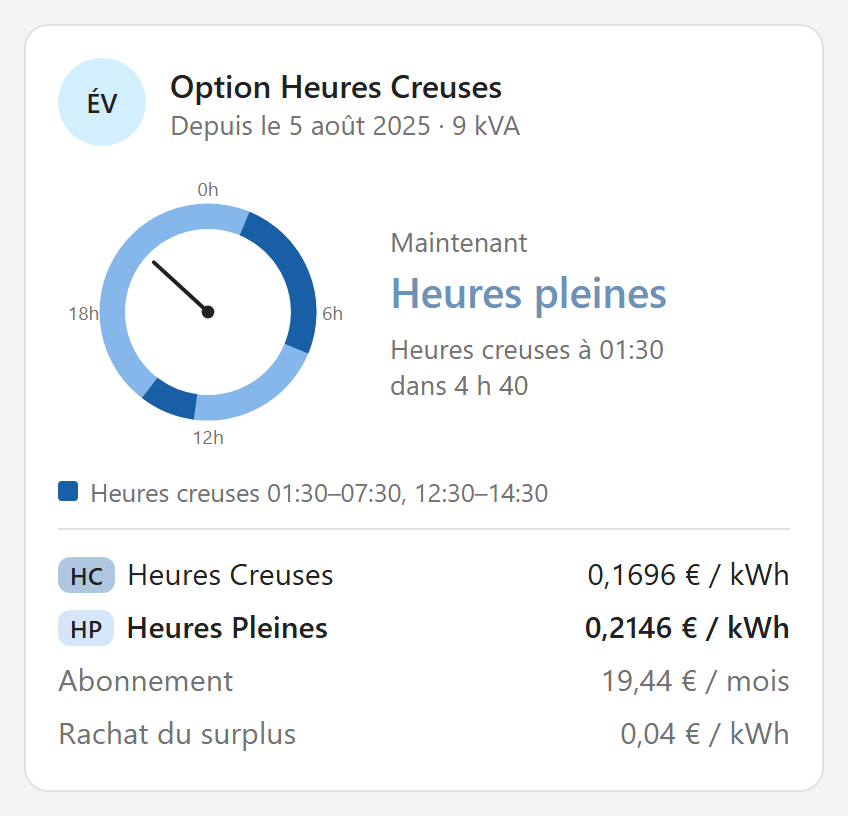 ÉV
Option Heures Creuses
Depuis le 5 août 2025 · 9 kVA
0h
18h
6h
12h
Maintenant
Heures pleines
Heures creuses à 01:30
dans 4 h 40
Heures creuses 01:30–07:30, 12:30–14:30
HC Heures Creuses 0,1696 € / kWh
HP Heures Pleines 0,2146 € / kWh
Abonnement 19,44 € / mois
Rachat du surplus 0,04 € / kWh